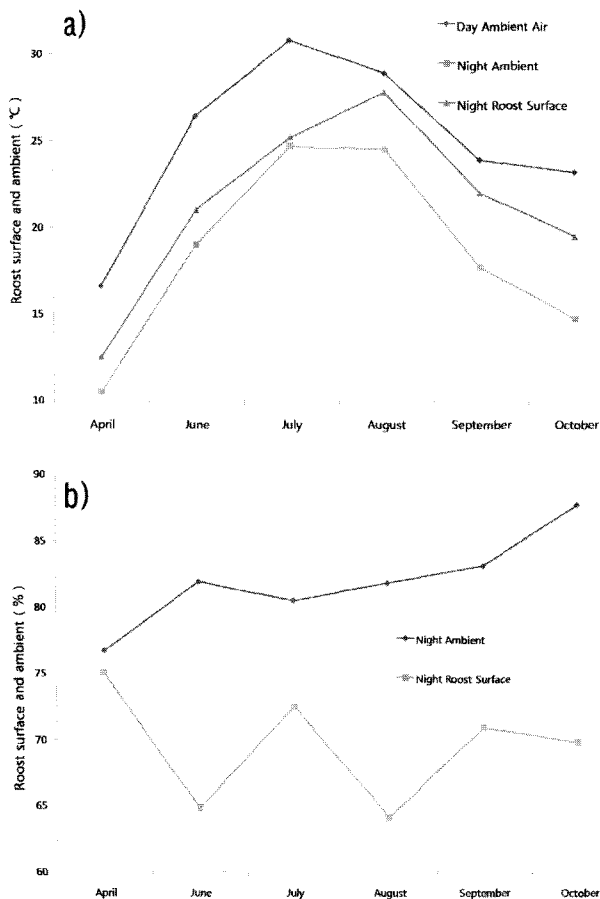 a)
Day Ambient Air
Night Ambient
Night Roost Surface
Roost surface and ambient ( ℃)
30
25
20
15
10
April June July August September October
b)
Night Ambient
Night Roost Surface
Roost surface and ambient ( %)
90
85
80
75
70
65
60
April June July August September October